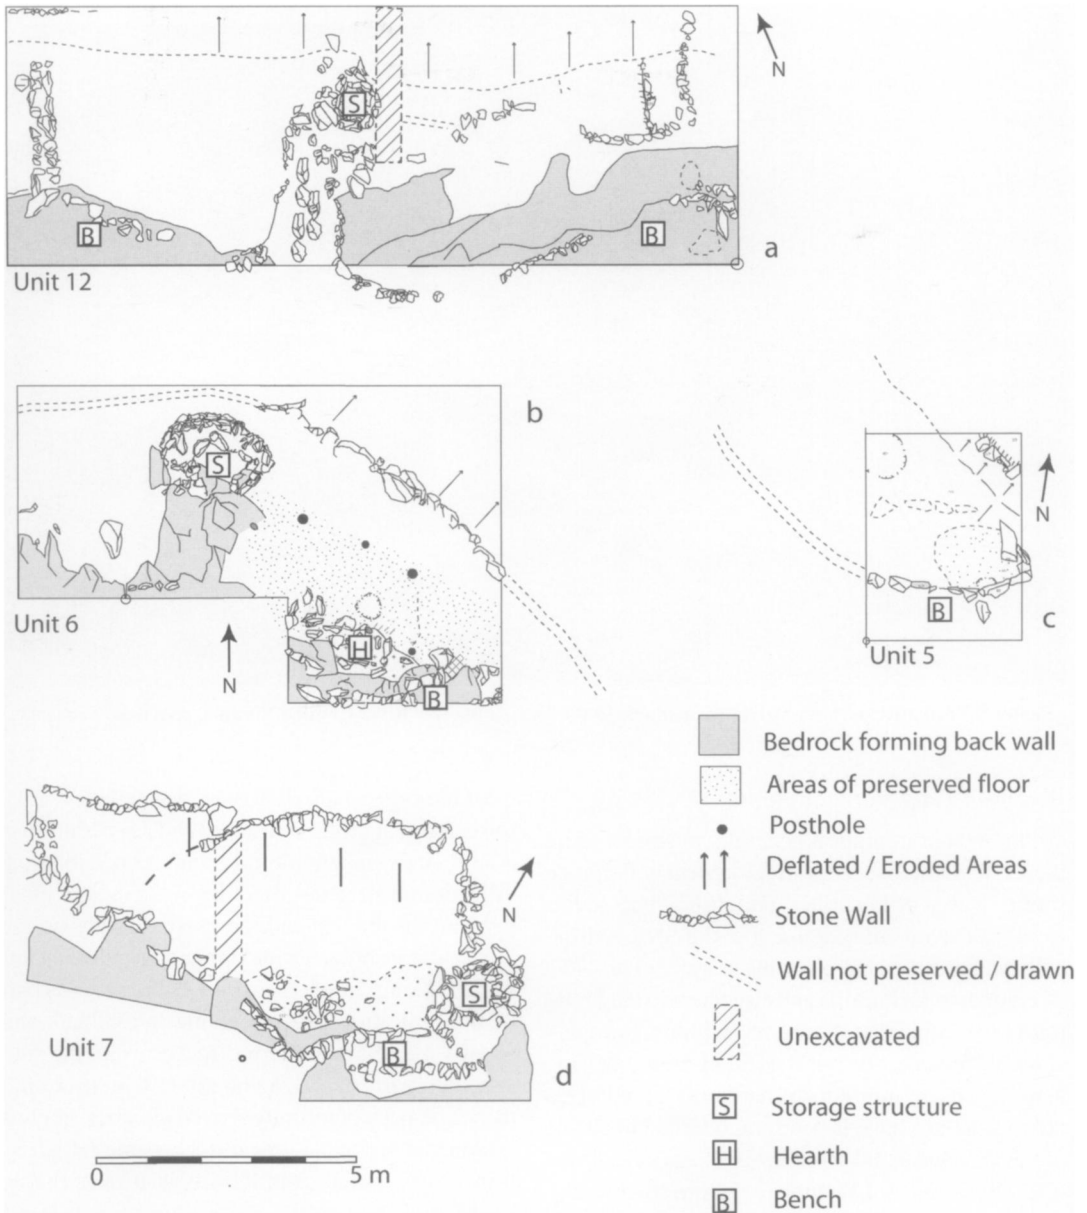 N
S
B
B
a
Unit 12
b
S
H
B
Unit 6
N
N
B
c
Unit 5
Bedrock forming back wall
Areas of preserved floor
Posthole
Deflated / Eroded Areas
Stone Wall
Wall not preserved / drawn
Unexcavated
S Storage structure
H Hearth
B Bench
N
S
B
Unit 7
d
0 5 m